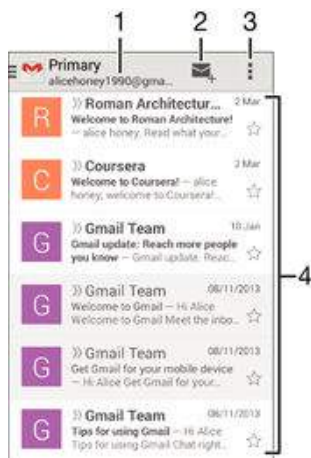 1 2 3
Primary
alicehoney1990@gma...
R
» Roman Architectur... 2 Mar
Welcome to Roman Architecture!
– alice honey, Read what your...
C
» Coursera 2 Mar
Welcome to Coursera! – alice
honey, welcome to Coursera!...
G
» Gmail Team 10 Jan
Gmail update: Reach more people
you know – Gmail update. Reac...
4
G
» Gmail Team 08/11/2013
Welcome to Gmail – Hi Alice
Welcome to Gmail Meet the inbo...
G
» Gmail Team 08/11/2013
Get Gmail for your mobile device
– Hi Alice Get Gmail for your...
G
» Gmail Team 08/11/2013
Tips for using Gmail – Hi Alice
Tips for using Gmail Chat right...